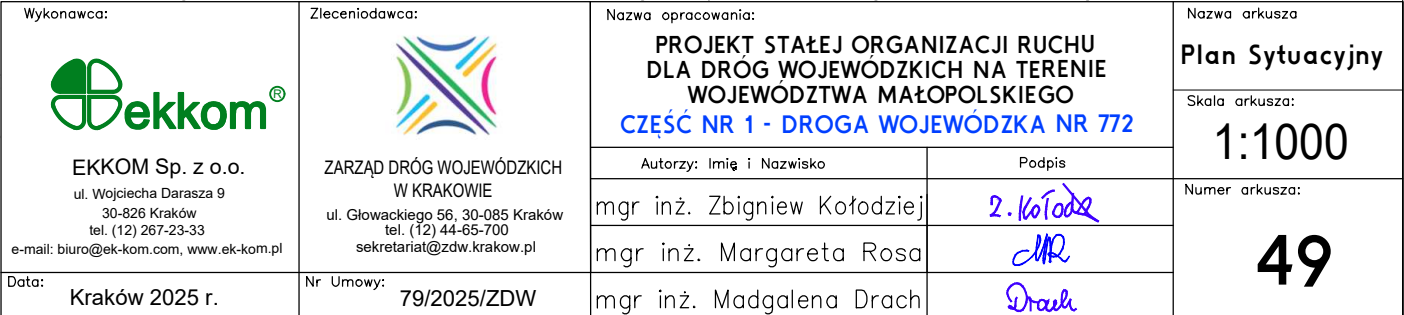 Wykonawca:
ekkom®
EKKOM Sp. z o.o.
ul. Wojciecha Darasza 9
30-826 Kraków
tel. (12) 267-23-33
e-mail: biuro@ek-kom.com, www.ek-kom.pl
Data:
Kraków 2025 r.
Zleceniodawca:
ZARZĄD DRÓG WOJEWÓDZKICH
W KRAKOWIE
ul. Głowackiego 56, 30-085 Kraków
tel. (12) 44-65-700
sekretariat@zdw.krakow.pl
Nr Umowy:
79/2025/ZDW
Nazwa opracowania:
PROJEKT STAŁEJ ORGANIZACJI RUCHU
DLA DRÓG WOJEWÓDZKICH NA TERENIE
WOJEWÓDZTWA MAŁOPOLSKIEGO
CZĘŚĆ NR 1 - DROGA WOJEWÓDZKA NR 772
Autorzy: Imię i Nazwisko
Podpis
mgr inż. Zbigniew Kołodziej
Z. Kołodz
mgr inż. Margareta Rosa
MR
mgr inż. Madgalena Drach
Drach
Nazwa arkusza
Plan Sytuacyjny
Skala arkusza:
1:1000
Numer arkusza:
49